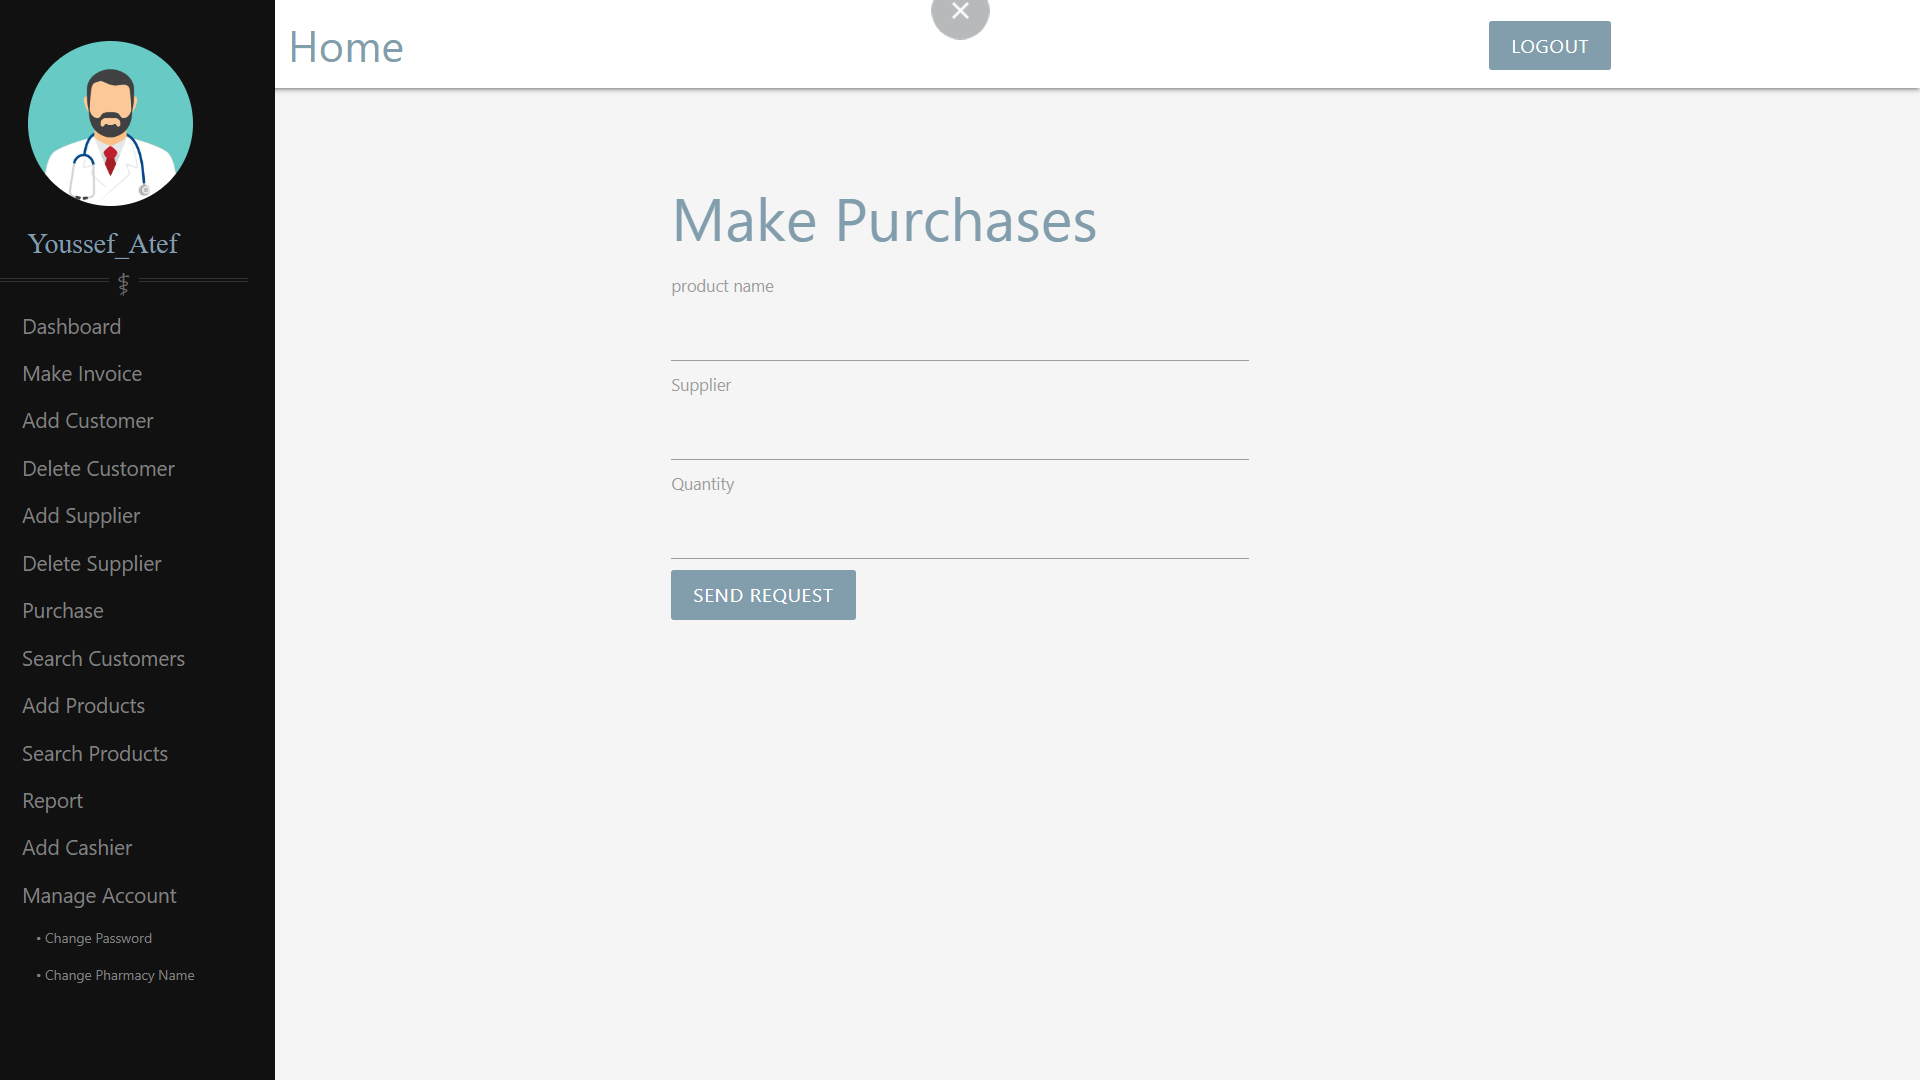 Home
LOGOUT
Youssef_Atef
Dashboard
Make Invoice
Add Customer
Delete Customer
Add Supplier
Delete Supplier
Purchase
Search Customers
Add Products
Search Products
Report
Add Cashier
Manage Account
• Change Password
• Change Pharmacy Name
Make Purchases
product name
Supplier
Quantity
SEND REQUEST